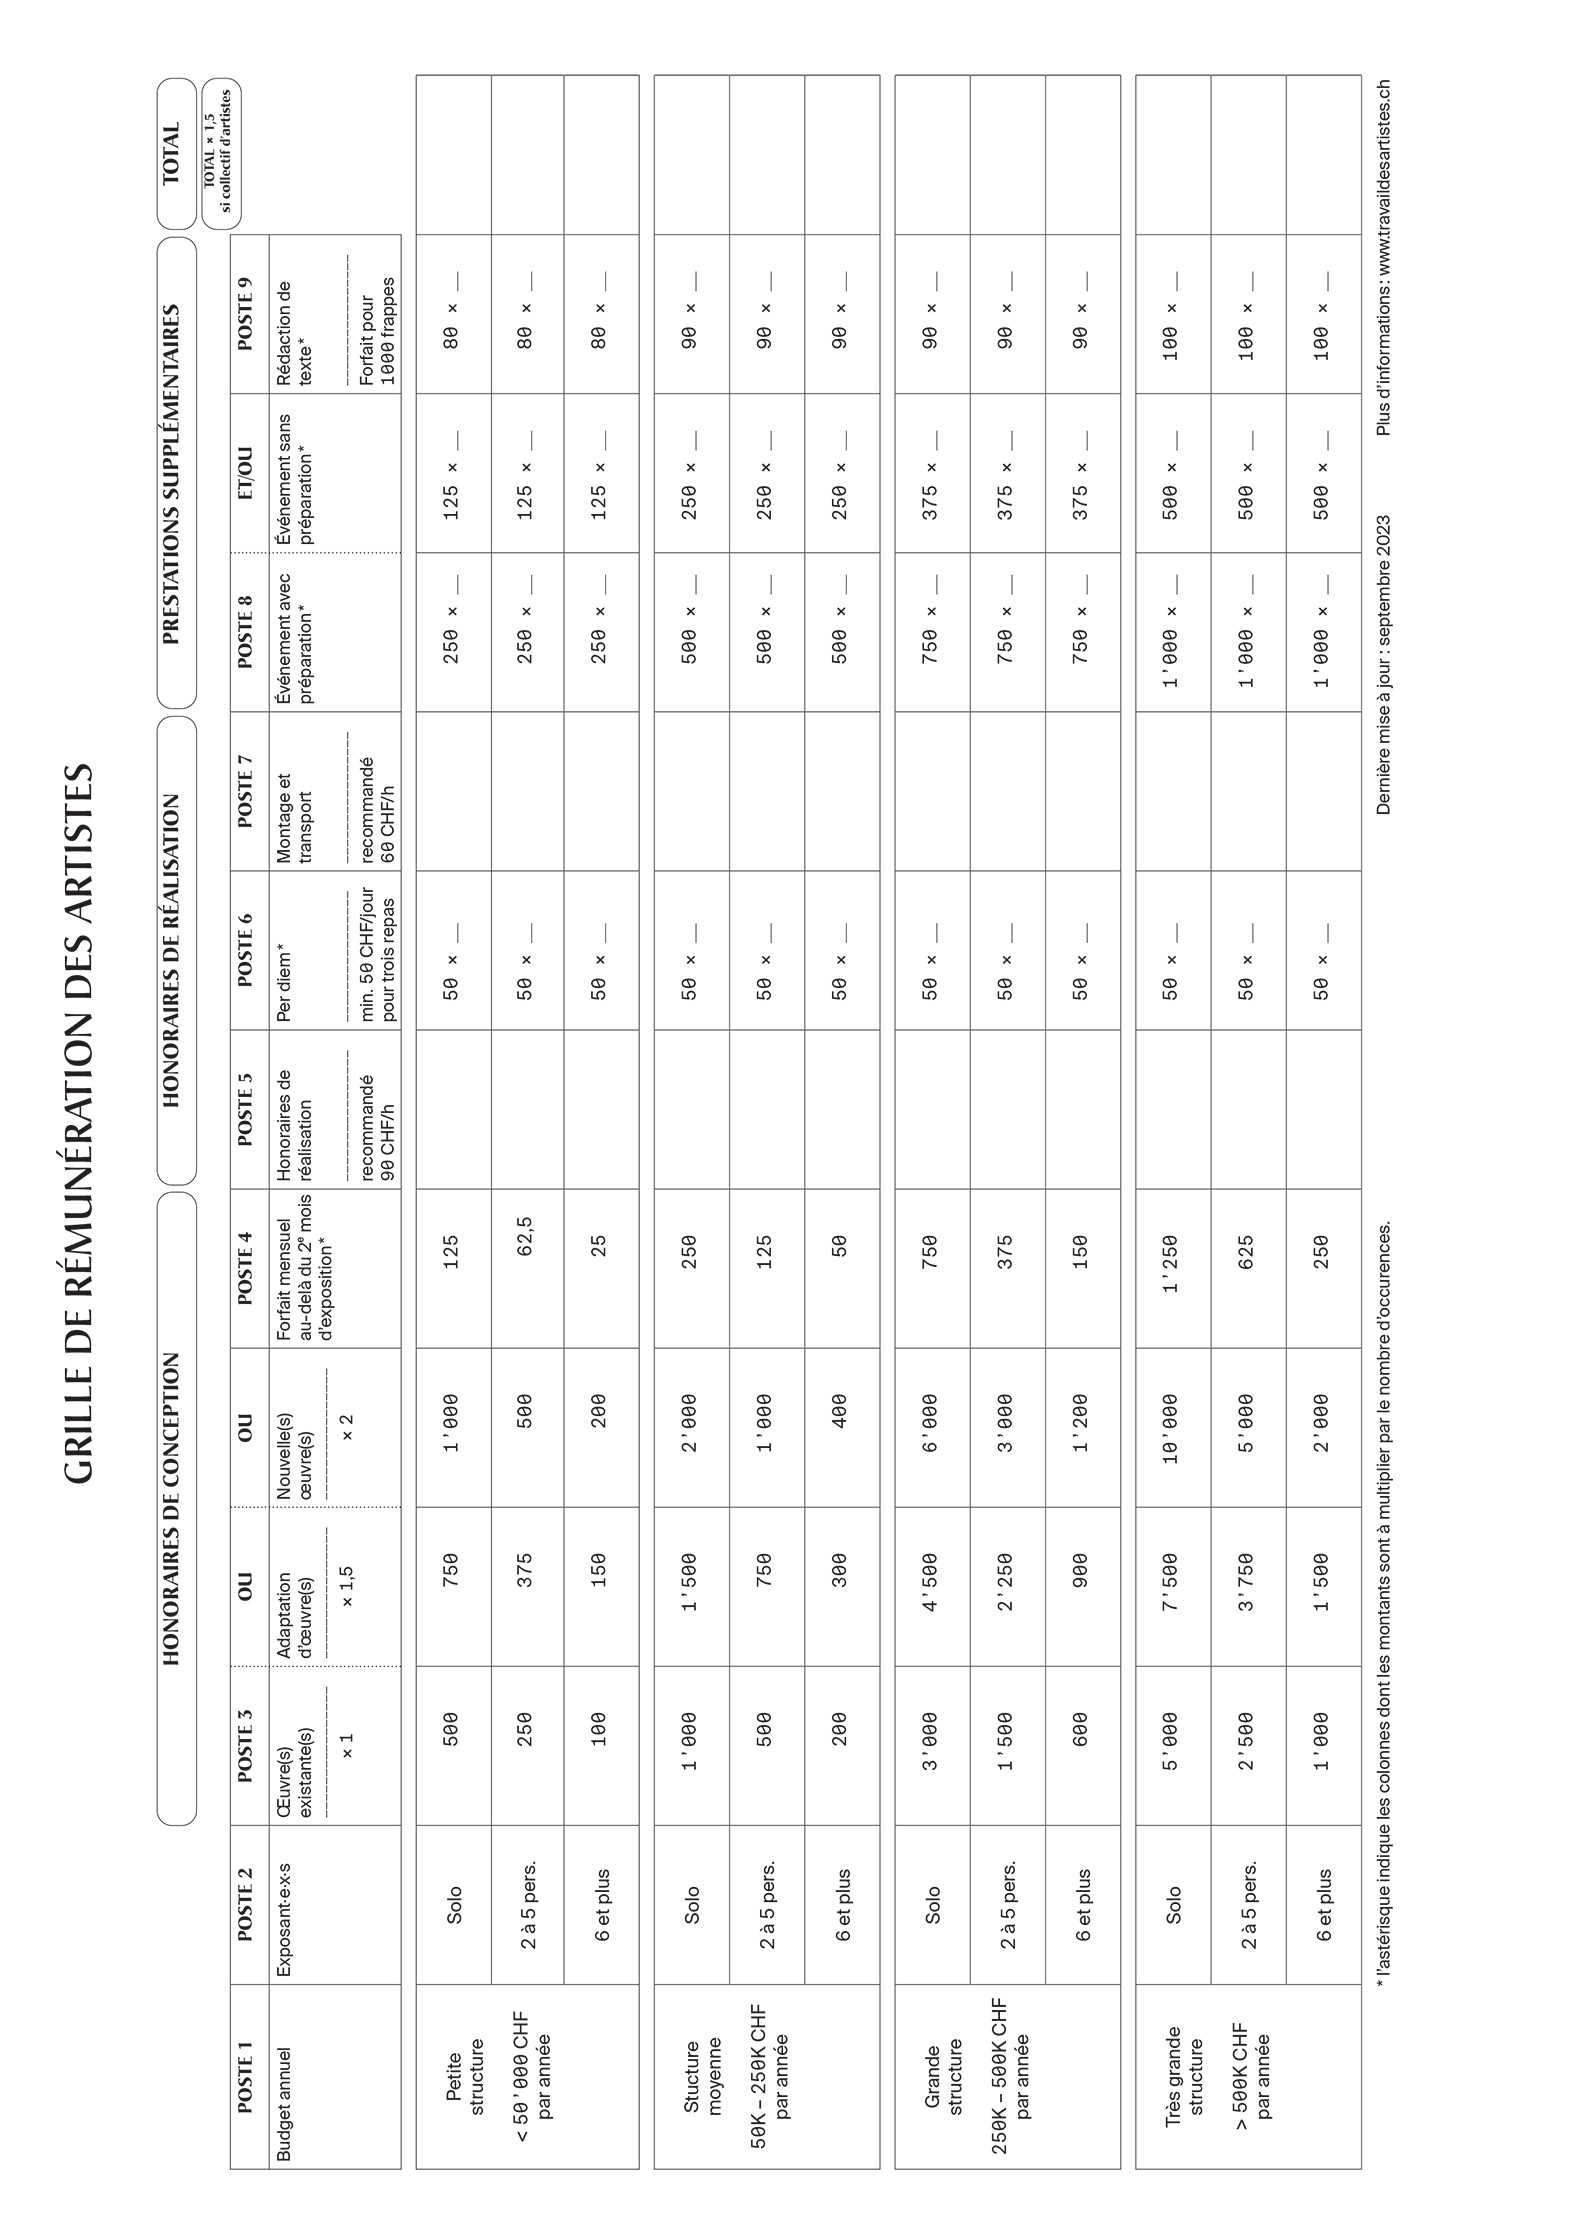 GRILLE DE RÉMUNÉRATION DES ARTISTES
HONORAIRES DE CONCEPTION
HONORAIRES DE RÉALISATION
PRESTATIONS SUPPLÉMENTAIRES
TOTAL
TOTAL × 1,5
si collectif d'artistes
POSTE 1
POSTE 2
POSTE 3
OU
OU
POSTE 4
POSTE 5
POSTE 6
POSTE 7
POSTE 8
ET/OU
POSTE 9
Budget annuel
Exposant·e·x·s
Œuvre(s)
existante(s)
× 1
Adaptation
d'œuvre(s)
× 1,5
Nouvelle(s)
œuvre(s)
× 2
Forfait mensuel
au-delà du 2e mois
d'exposition*
Honoraires de
réalisation
recommandé
90 CHF/h
Per diem*
min. 50 CHF/jour
pour trois repas
Montage et
transport
recommandé
60 CHF/h
Événement avec
préparation*
Événement sans
préparation*
Rédaction de
texte*
Forfait pour
1000 frappes
Petite
structure
< 50'000 CHF
par année
Solo 500 750 1'000 125 50 × __ 250 × __ 125 × __ 80 × __
2 à 5 pers. 250 375 500 62,5 50 × __ 250 × __ 125 × __ 80 × __
6 et plus 100 150 200 25 50 × __ 250 × __ 125 × __ 80 × __
Stucture
moyenne
50K – 250K CHF
par année
Solo 1'000 1'500 2'000 250 50 × __ 500 × __ 250 × __ 90 × __
2 à 5 pers. 500 750 1'000 125 50 × __ 500 × __ 250 × __ 90 × __
6 et plus 200 300 400 50 50 × __ 500 × __ 250 × __ 90 × __
Grande
structure
250K – 500K CHF
par année
Solo 3'000 4'500 6'000 750 50 × __ 750 × __ 375 × __ 90 × __
2 à 5 pers. 1'500 2'250 3'000 375 50 × __ 750 × __ 375 × __ 90 × __
6 et plus 600 900 1'200 150 50 × __ 750 × __ 375 × __ 90 × __
Très grande
structure
> 500K CHF
par année
Solo 5'000 7'500 10'000 1'250 50 × __ 1'000 × __ 500 × __ 100 × __
2 à 5 pers. 2'500 3'750 5'000 625 50 × __ 1'000 × __ 500 × __ 100 × __
6 et plus 1'000 1'500 2'000 250 50 × __ 1'000 × __ 500 × __ 100 × __
* l'astérisque indique les colonnes dont les montants sont à multiplier par le nombre d'occurences.
Dernière mise à jour : septembre 2023
Plus d'informations: www.travaildesartistes.ch